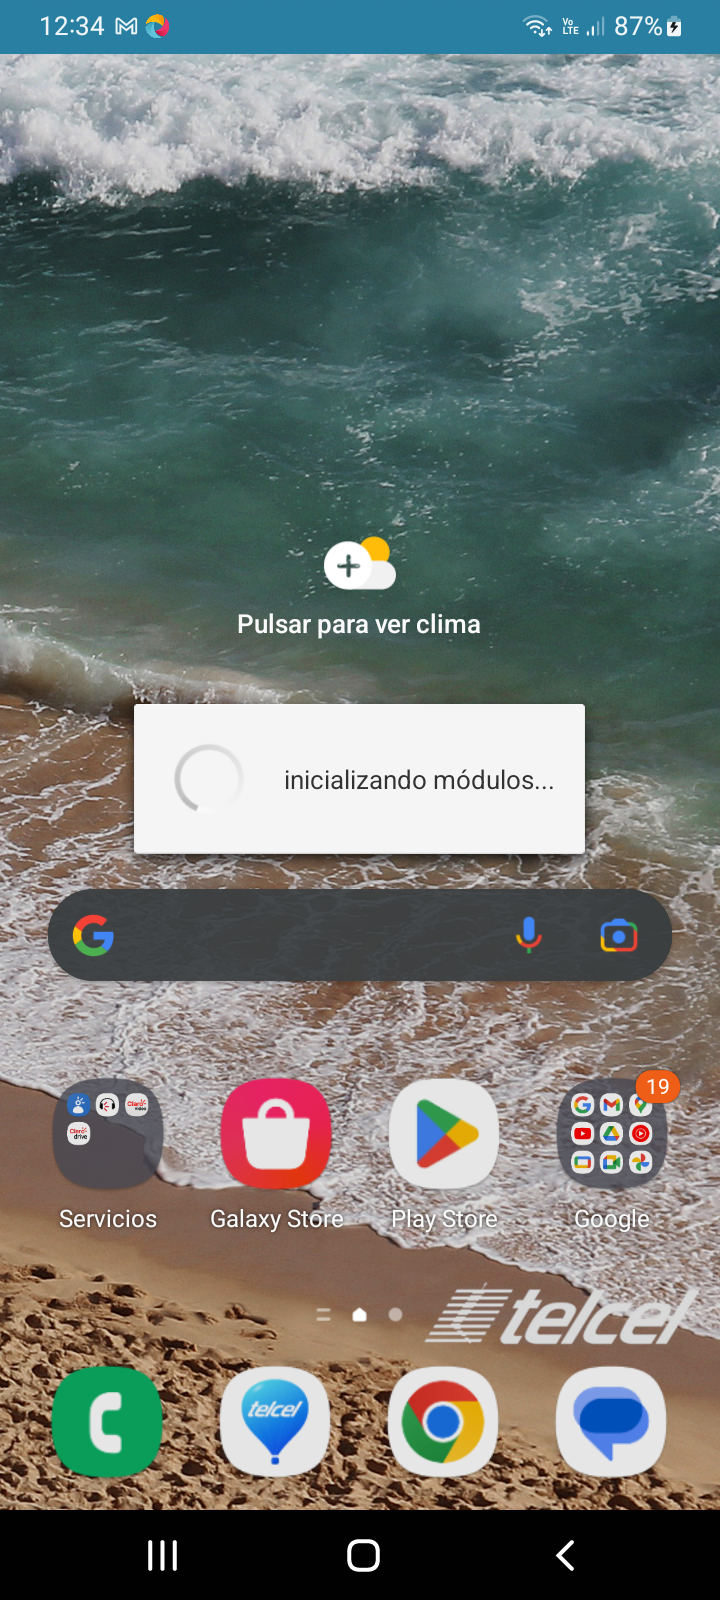 12:34
Vo LTE
87%
Pulsar para ver clima
inicializando módulos...
Claro video
Claro drive
19
Servicios
Galaxy Store
Play Store
Google
telcel
telcel